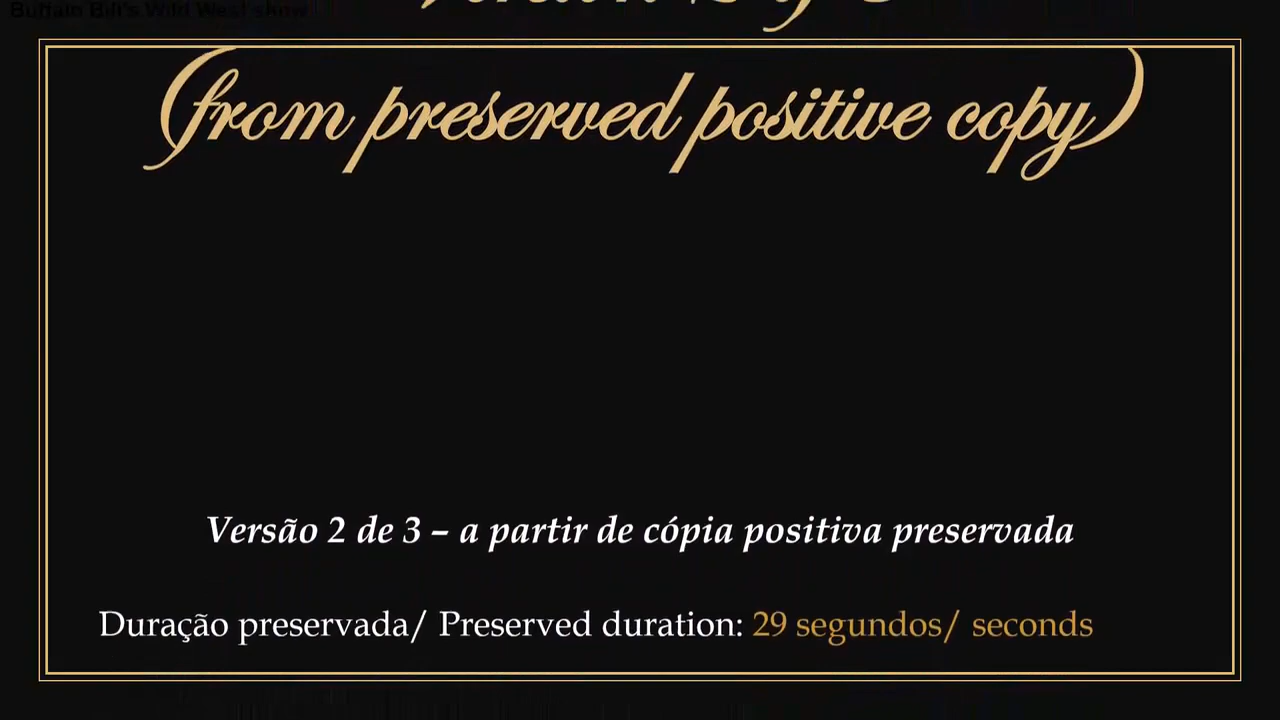 Buffalo Bill's Wild West show
(from preserved positive copy)
Versão 2 de 3 – a partir de cópia positiva preservada
Duração preservada/ Preserved duration: 29 segundos/ seconds